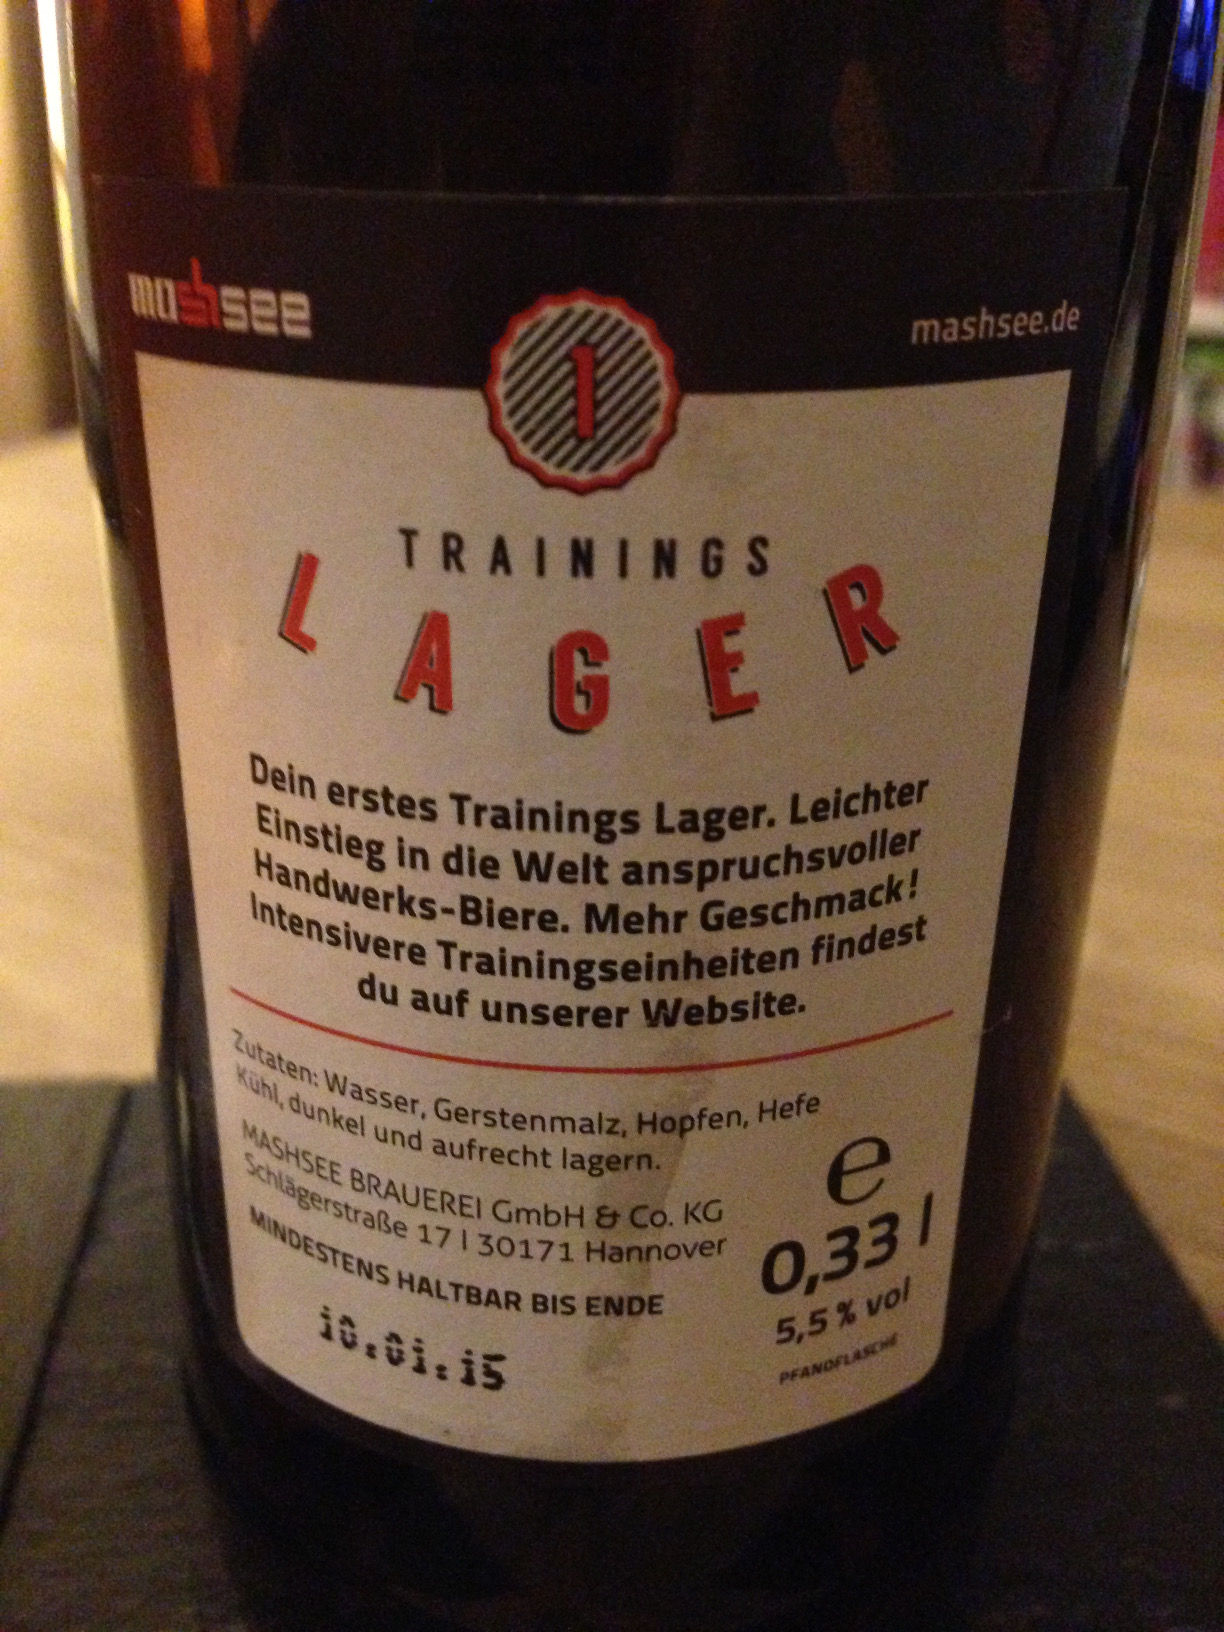 mashsee
mashsee.de
1
TRAININGS
LAGER
Dein erstes Trainings Lager. Leichter
Einstieg in die Welt anspruchsvoller
Handwerks-Biere. Mehr Geschmack!
Intensivere Trainingseinheiten findest
du auf unserer Website.
Zutaten: Wasser, Gerstenmalz, Hopfen, Hefe
Kühl, dunkel und aufrecht lagern.
MASHSEE BRAUEREI GmbH & Co. KG
Schlägerstraße 17 | 30171 Hannover
MINDESTENS HALTBAR BIS ENDE
10.01.15
e
0,33 l
5,5 % vol
PFANDFLASCHE